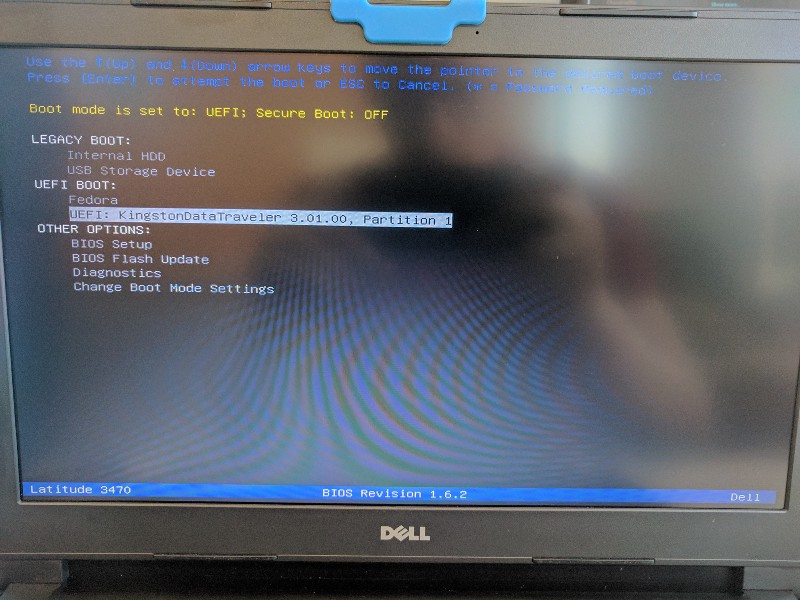 Use the ↑(Up) and ↓(Down) arrow keys to move the pointer to the desired boot device.
Press [Enter] to attempt the boot or ESC to Cancel. (* = Password Required)
Boot mode is set to: UEFI; Secure Boot: OFF
LEGACY BOOT:
Internal HDD
USB Storage Device
UEFI BOOT:
Fedora
UEFI: KingstonDataTraveler 3.01.00, Partition 1
OTHER OPTIONS:
BIOS Setup
BIOS Flash Update
Diagnostics
Change Boot Mode Settings
Latitude 3470
BIOS Revision 1.6.2
Dell
DELL